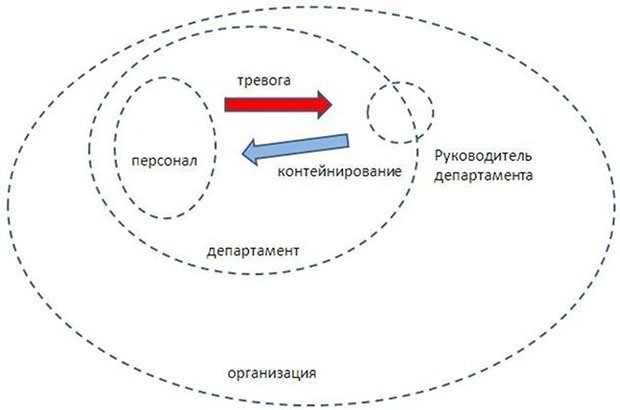 тревога
персонал
контейнирование
Руководитель
департамента
департамент
организация